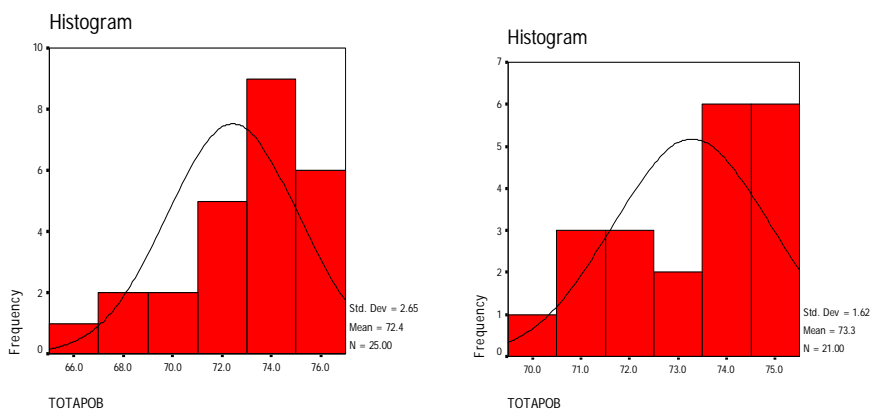 Histogram
10
8
6
4
2
0
Frequency
66.0 68.0 70.0 72.0 74.0 76.0
TOTAPOB
Std. Dev = 2.65
Mean = 72.4
N = 25.00
Histogram
7
6
5
4
3
2
1
0
Frequency
70.0 71.0 72.0 73.0 74.0 75.0
TOTAPOB
Std. Dev = 1.62
Mean = 73.3
N = 21.00